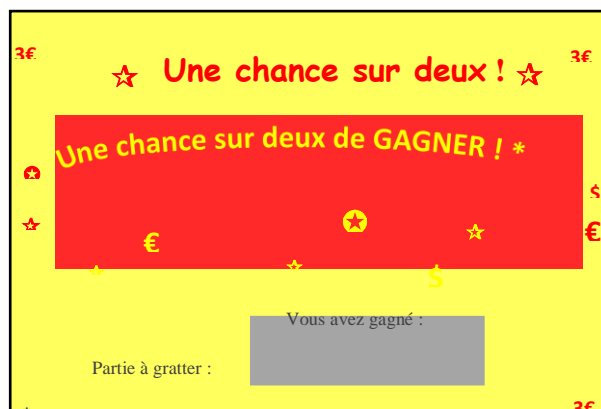 3€ 3€
Une chance sur deux !
Une chance sur deux de GAGNER ! *
$
€ €
$
Vous avez gagné :
Partie à gratter :
3€